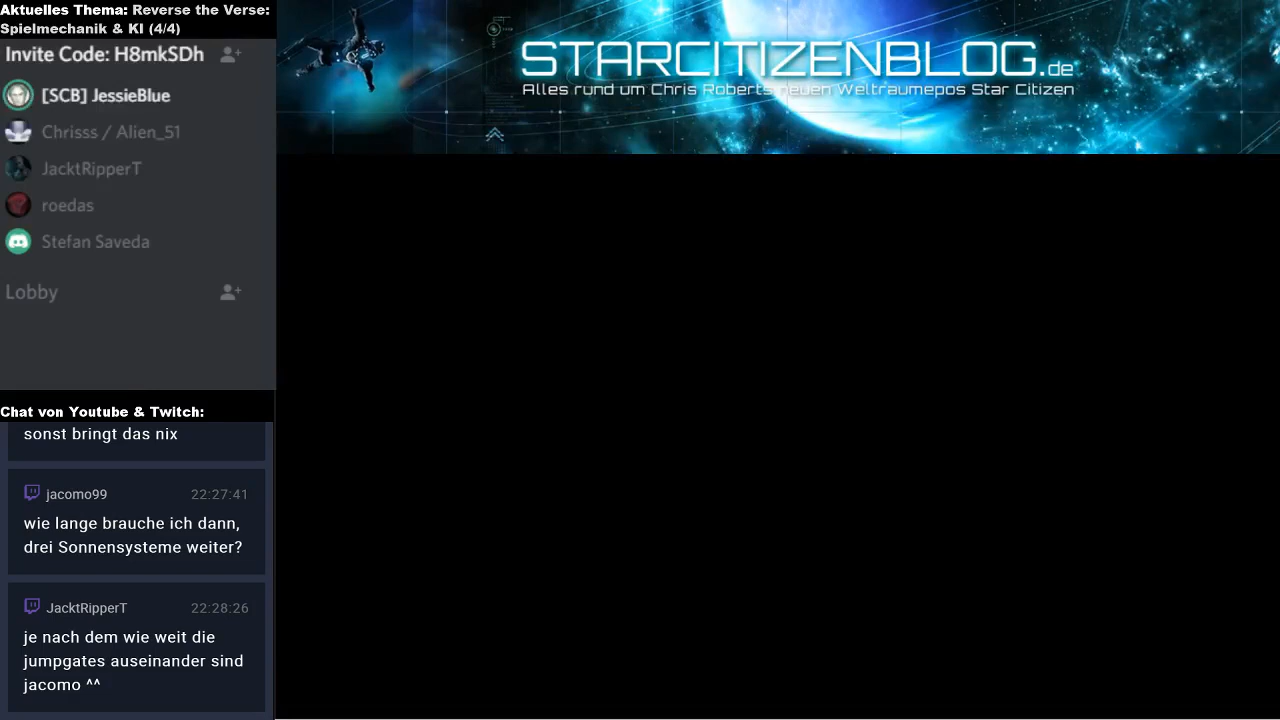 Aktuelles Thema: Reverse the Verse:
Spielmechanik & KI (4/4)
Invite Code: H8mkSDh
[SCB] JessieBlue
Chrisss / Alien_51
JacktRipperT
roedas
Stefan Saveda
Lobby
STARCITIZENBLOG.de
Alles rund um Chris Roberts neuen Weltraumepos Star Citizen
Chat von Youtube & Twitch:
sonst bringt das nix
jacomo99 22:27:41
wie lange brauche ich dann,
drei Sonnensysteme weiter?
JacktRipperT 22:28:26
je nach dem wie weit die
jumpgates auseinander sind
jacomo ^^